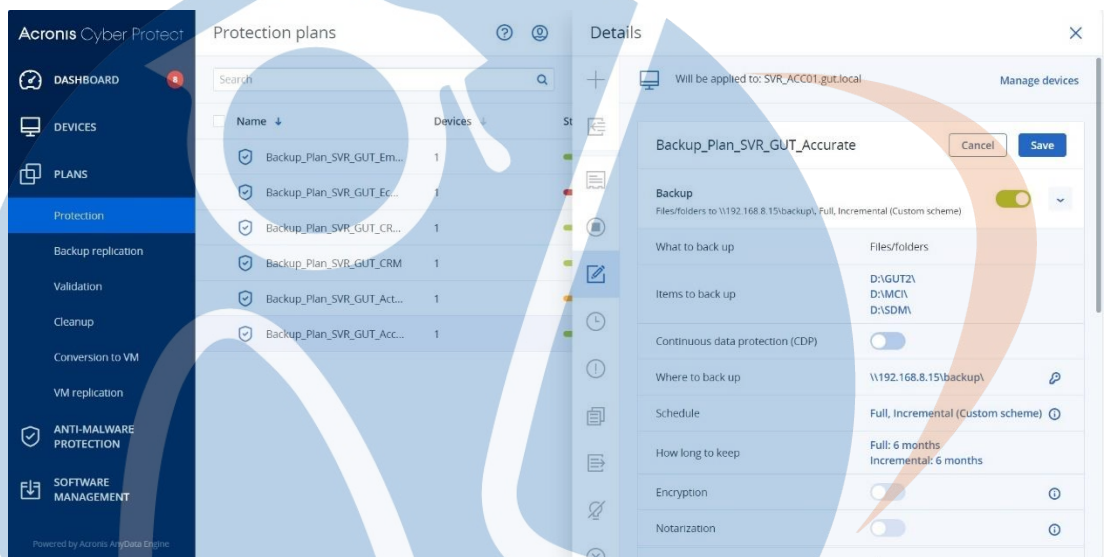 Acronis Cyber Protect
DASHBOARD 8
DEVICES
PLANS
Protection
Backup replication
Validation
Cleanup
Conversion to VM
VM replication
ANTI-MALWARE
PROTECTION
SOFTWARE
MANAGEMENT
Powered by Acronis AnyData Engine
Protection plans
Search
Name Devices St
Backup_Plan_SVR_GUT_Em... 1
Backup_Plan_SVR_GUT_Ec... 1
Backup_Plan_SVR_GUT_CR... 1
Backup_Plan_SVR_GUT_CRM 1
Backup_Plan_SVR_GUT_Act... 1
Backup_Plan_SVR_GUT_Acc... 1
Details
Will be applied to: SVR_ACC01.gut.local Manage devices
Backup_Plan_SVR_GUT_Accurate Cancel Save
Backup
Files/folders to \\192.168.8.15\backup\, Full, Incremental (Custom scheme)
What to back up Files/folders
Items to back up
D:\GUT2\
D:\MCI\
D:\SDM\
Continuous data protection (CDP)
Where to back up \\192.168.8.15\backup\
Schedule Full, Incremental (Custom scheme)
How long to keep
Full: 6 months
Incremental: 6 months
Encryption
Notarization